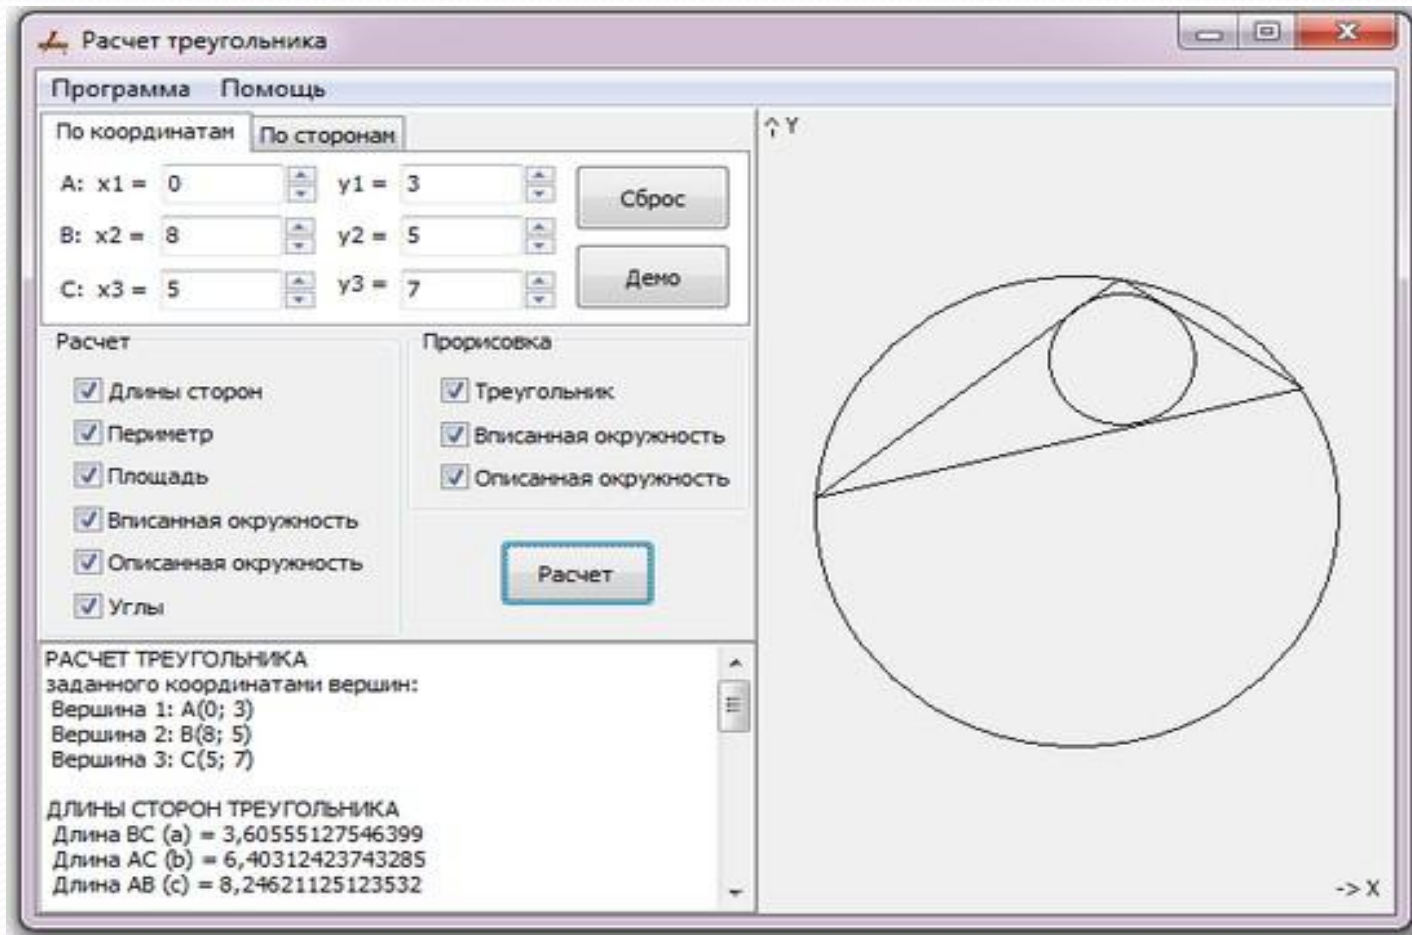 Расчет треугольника
Программа Помощь
По координатам По сторонам
A: x1 = 0 y1 = 3
B: x2 = 8 y2 = 5
C: x3 = 5 y3 = 7
Сброс
Демо
Расчет
Длины сторон
Периметр
Площадь
Вписанная окружность
Описанная окружность
Углы
Прорисовка
Треугольник
Вписанная окружность
Описанная окружность
Расчет
РАСЧЕТ ТРЕУГОЛЬНИКА
заданного координатами вершин:
Вершина 1: A(0; 3)
Вершина 2: B(8; 5)
Вершина 3: C(5; 7)
ДЛИНЫ СТОРОН ТРЕУГОЛЬНИКА
Длина BC (a) = 3,60555127546399
Длина AC (b) = 6,40312423743285
Длина AB (c) = 8,24621125123532
^ Y
-> X